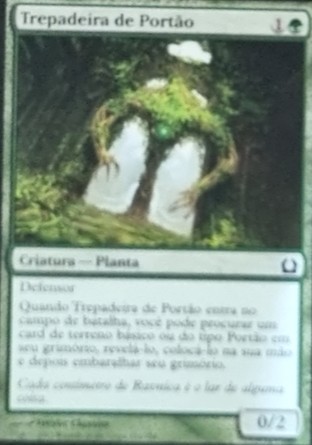 Trepadeira de Portão 1
Criatura — Planta
Defensor
Quando Trepadeira de Portão entra no
campo de batalha, você pode procurar um
card de terreno básico ou do tipo Portão em
seu grimório, revelá-lo, colocá-lo na sua mão
e depois embaralhar seu grimório.
Cada centímetro de Ravnica é o lar de alguma
coisa.
0/2